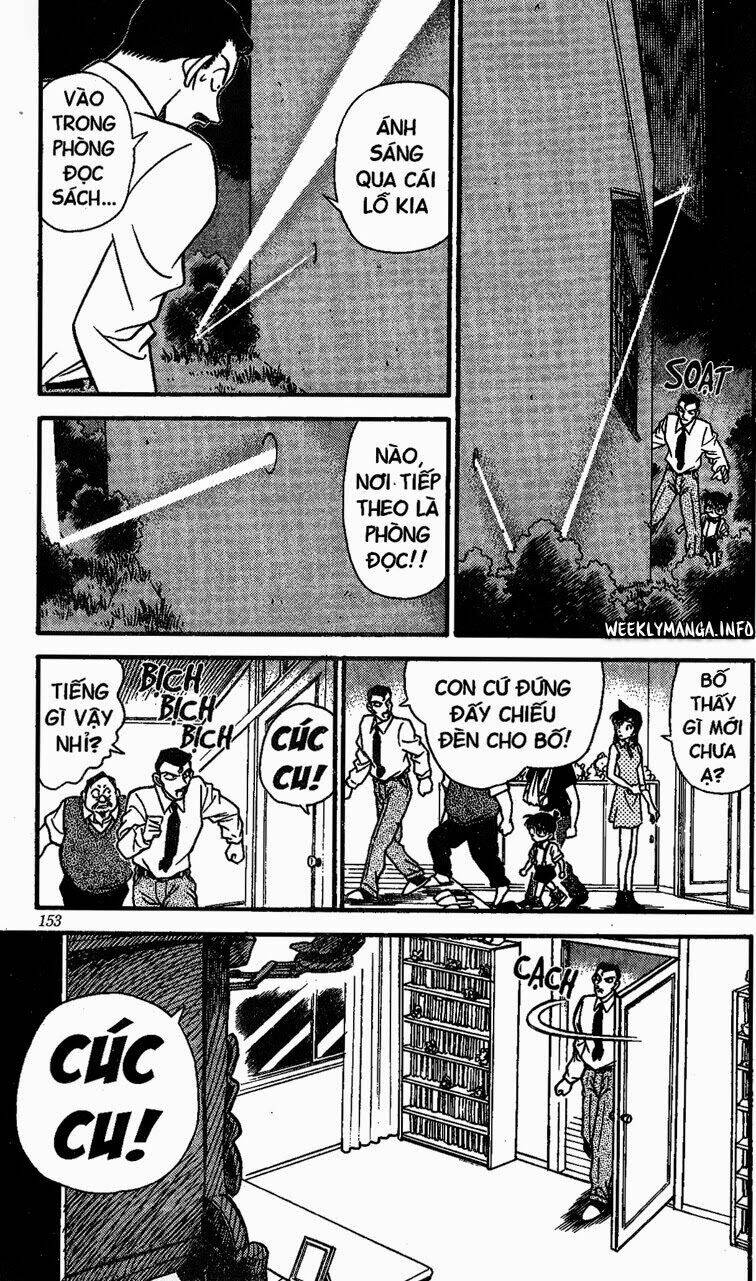 SOẠT
WEEKLYMANGA.INFO
ÁNH
SÁNG
QUA CÁI
LỖ KIA
VÀO
TRONG
PHÒNG
ĐỌC
SÁCH...
NÀO,
NƠI TIẾP
THEO LÀ
PHÒNG
ĐỌC!!
BỐ
THẤY
GÌ MỚI
CHƯA
Ạ?
CON CỨ ĐỨNG
ĐẤY CHIẾU
ĐÈN CHO BỐ!
CÚC
CU!
BỊCH
BỊCH
BỊCH
TIẾNG
GÌ VẬY
NHỈ?
153
CẠCH
CÚC
CU!